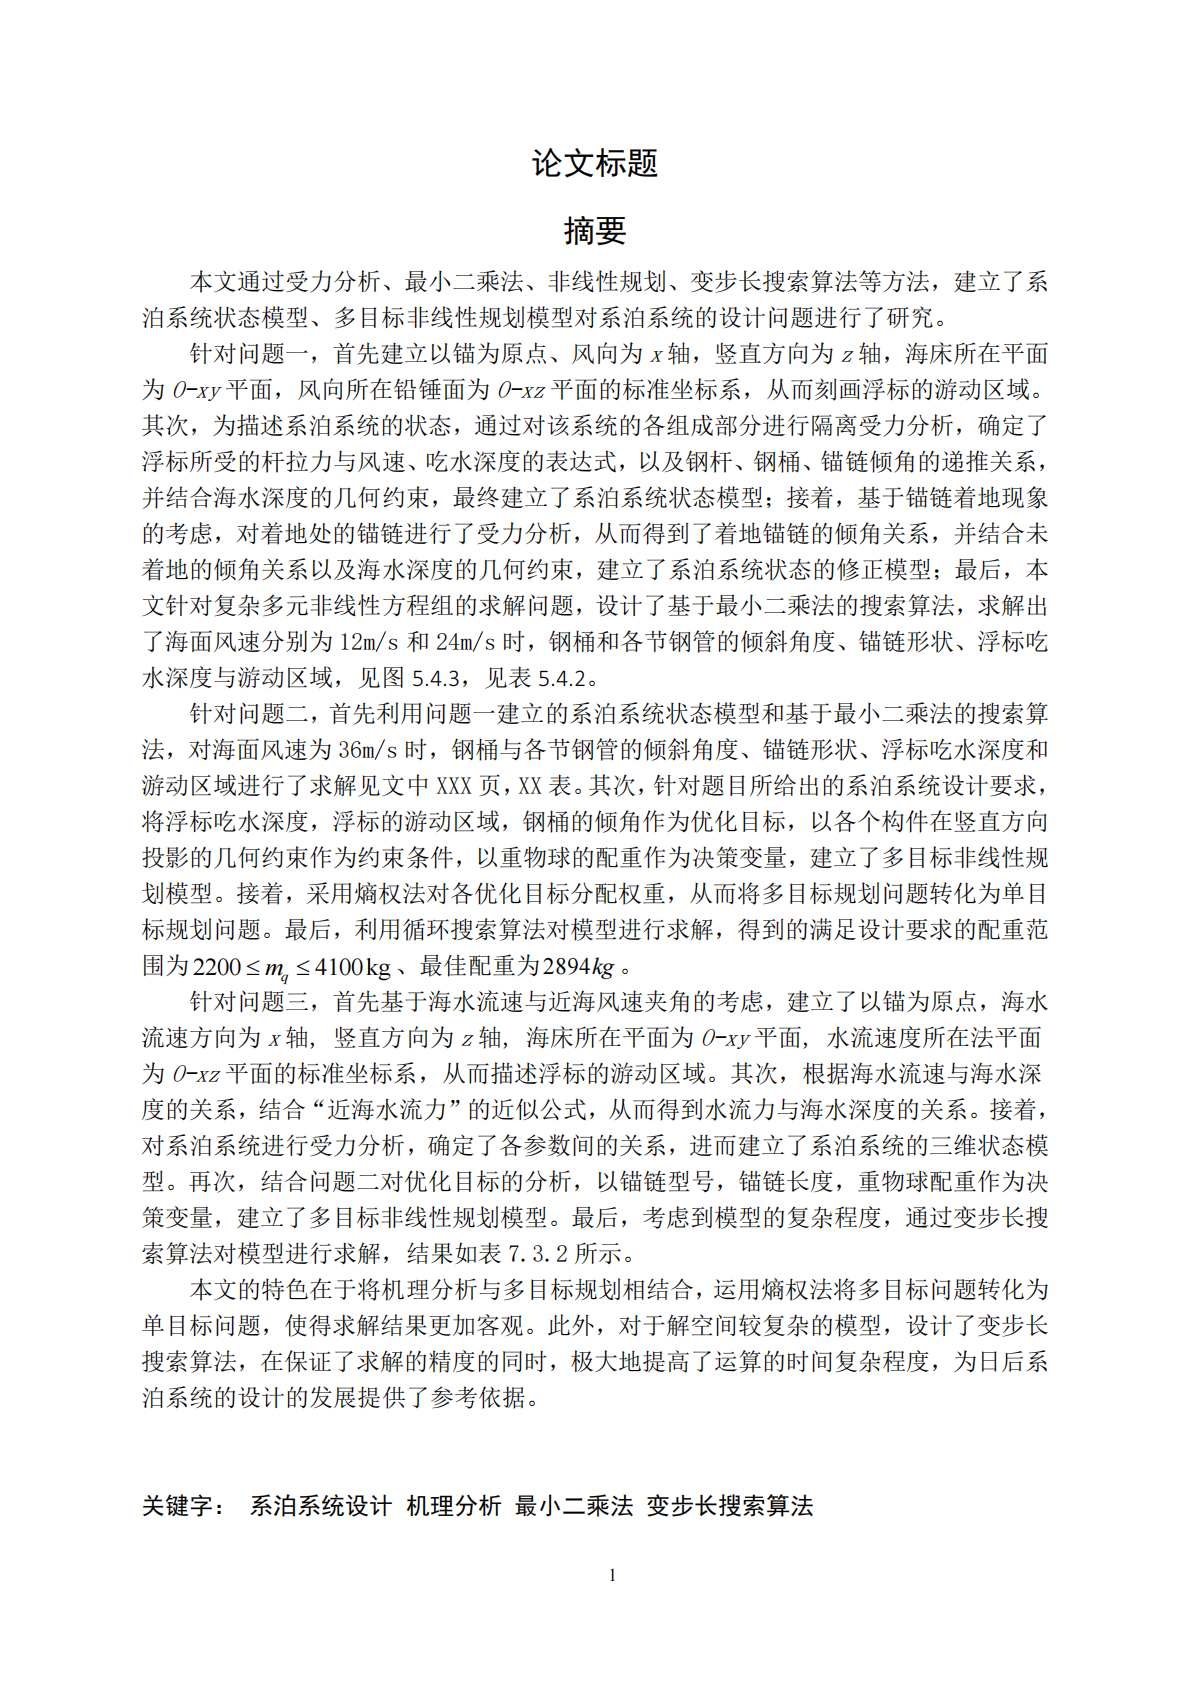 论文标题
摘要
本文通过受力分析、最小二乘法、非线性规划、变步长搜索算法等方法，建立了系
泊系统状态模型、多目标非线性规划模型对系泊系统的设计问题进行了研究。
针对问题一，首先建立以锚为原点、风向为 x 轴，竖直方向为 z 轴，海床所在平面
为 O-xy 平面，风向所在铅锤面为 O-xz 平面的标准坐标系，从而刻画浮标的游动区域。
其次，为描述系泊系统的状态，通过对该系统的各组成部分进行隔离受力分析，确定了
浮标所受的杆拉力与风速、吃水深度的表达式，以及钢杆、钢桶、锚链倾角的递推关系，
并结合海水深度的几何约束，最终建立了系泊系统状态模型；接着，基于锚链着地现象
的考虑，对着地处的锚链进行了受力分析，从而得到了着地锚链的倾角关系，并结合未
着地的倾角关系以及海水深度的几何约束，建立了系泊系统状态的修正模型；最后，本
文针对复杂多元非线性方程组的求解问题，设计了基于最小二乘法的搜索算法，求解出
了海面风速分别为 12m/s 和 24m/s 时，钢桶和各节钢管的倾斜角度、锚链形状、浮标吃
水深度与游动区域，见图 5.4.3，见表 5.4.2。
针对问题二，首先利用问题一建立的系泊系统状态模型和基于最小二乘法的搜索算
法，对海面风速为 36m/s 时，钢桶与各节钢管的倾斜角度、锚链形状、浮标吃水深度和
游动区域进行了求解见文中 XXX 页，XX 表。其次，针对题目所给出的系泊系统设计要求，
将浮标吃水深度，浮标的游动区域，钢桶的倾角作为优化目标，以各个构件在竖直方向
投影的几何约束作为约束条件，以重物球的配重作为决策变量，建立了多目标非线性规
划模型。接着，采用熵权法对各优化目标分配权重，从而将多目标规划问题转化为单目
标规划问题。最后，利用循环搜索算法对模型进行求解，得到的满足设计要求的配重范
围为 2200 ≤ m_q ≤ 4100kg 、最佳配重为 2894kg 。
针对问题三，首先基于海水流速与近海风速夹角的考虑，建立了以锚为原点，海水
流速方向为 x 轴, 竖直方向为 z 轴, 海床所在平面为 O-xy 平面, 水流速度所在法平面
为 O-xz 平面的标准坐标系，从而描述浮标的游动区域。其次，根据海水流速与海水深
度的关系，结合“近海水流力”的近似公式，从而得到水流力与海水深度的关系。接着，
对系泊系统进行受力分析，确定了各参数间的关系，进而建立了系泊系统的三维状态模
型。再次，结合问题二对优化目标的分析，以锚链型号，锚链长度，重物球配重作为决
策变量，建立了多目标非线性规划模型。最后，考虑到模型的复杂程度，通过变步长搜
索算法对模型进行求解，结果如表 7.3.2 所示。
本文的特色在于将机理分析与多目标规划相结合，运用熵权法将多目标问题转化为
单目标问题，使得求解结果更加客观。此外，对于解空间较复杂的模型，设计了变步长
搜索算法，在保证了求解的精度的同时，极大地提高了运算的时间复杂程度，为日后系
泊系统的设计的发展提供了参考依据。
关键字： 系泊系统设计 机理分析 最小二乘法 变步长搜索算法
1